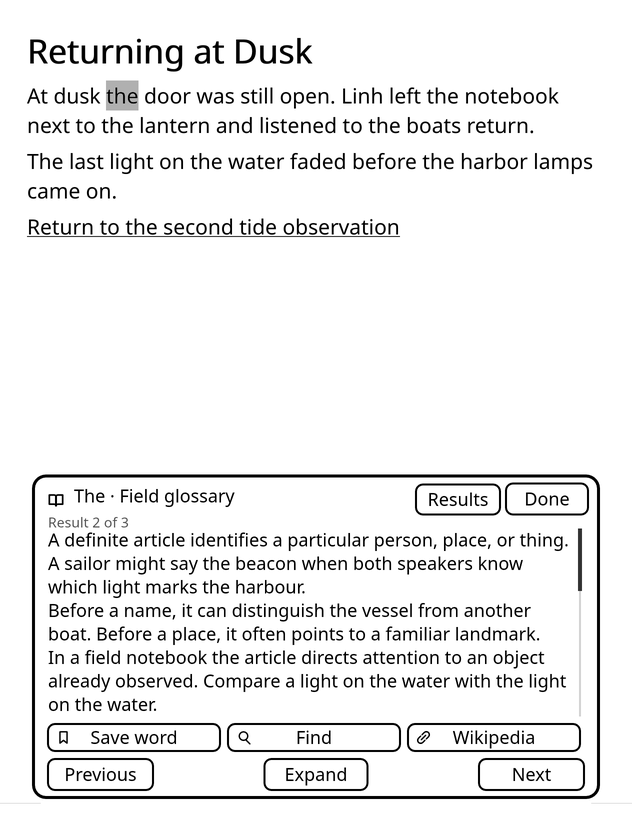 Returning at Dusk
At dusk the door was still open. Linh left the notebook
next to the lantern and listened to the boats return.
The last light on the water faded before the harbor lamps
came on.
Return to the second tide observation
The · Field glossary
Results
Done
Result 2 of 3
A definite article identifies a particular person, place, or thing.
A sailor might say the beacon when both speakers know
which light marks the harbour.
Before a name, it can distinguish the vessel from another
boat. Before a place, it often points to a familiar landmark.
In a field notebook the article directs attention to an object
already observed. Compare a light on the water with the light
on the water.
Save word
Find
Wikipedia
Previous
Expand
Next